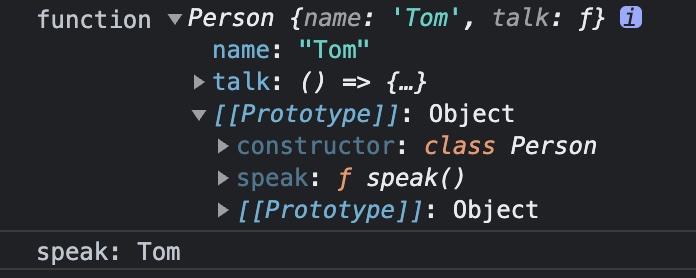 function ▼Person {name: 'Tom', talk: ƒ} i
name: "Tom"
▶ talk: () => {…}
▼ [[Prototype]]: Object
▶ constructor: class Person
▶ speak: ƒ speak()
▶ [[Prototype]]: Object
speak: Tom